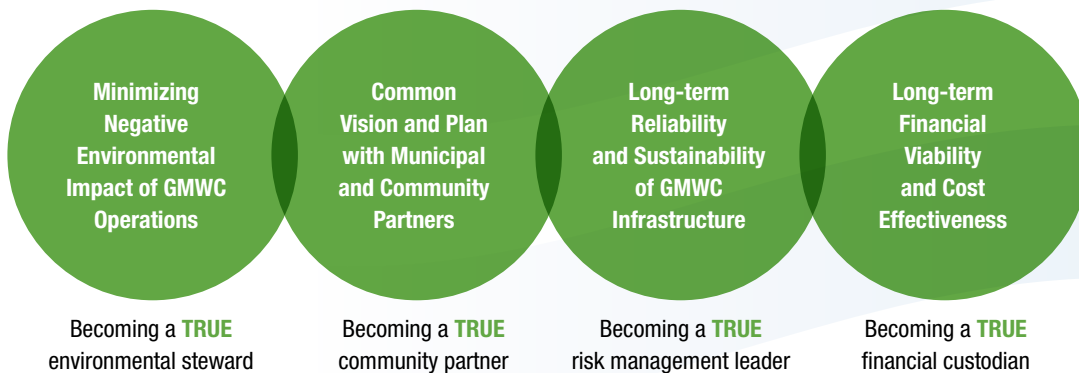 Minimizing
Negative
Environmental
Impact of GMWC
Operations
Common
Vision and Plan
with Municipal
and Community
Partners
Long-term
Reliability
and Sustainability
of GMWC
Infrastructure
Long-term
Financial
Viability
and Cost
Effectiveness
Becoming a TRUE
environmental steward
Becoming a TRUE
community partner
Becoming a TRUE
risk management leader
Becoming a TRUE
financial custodian